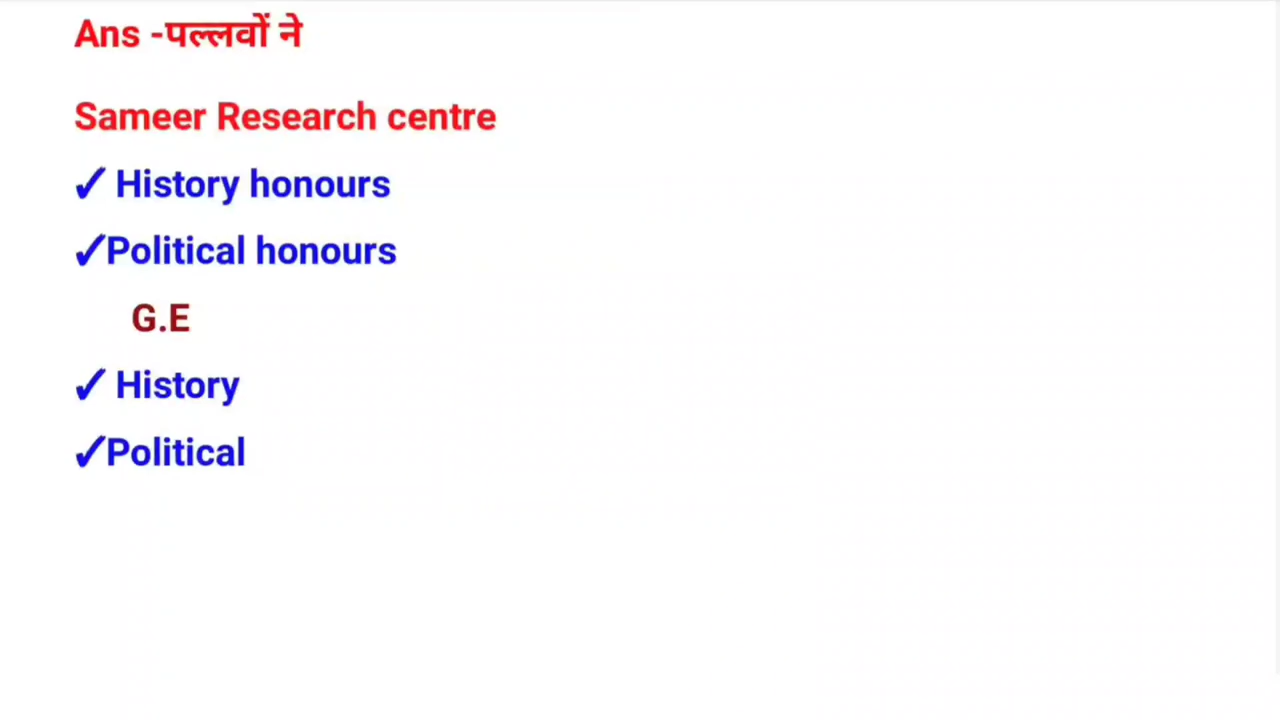 Ans -पल्लवों ने
Sameer Research centre
✓ History honours
✓Political honours
G.E
✓ History
✓Political